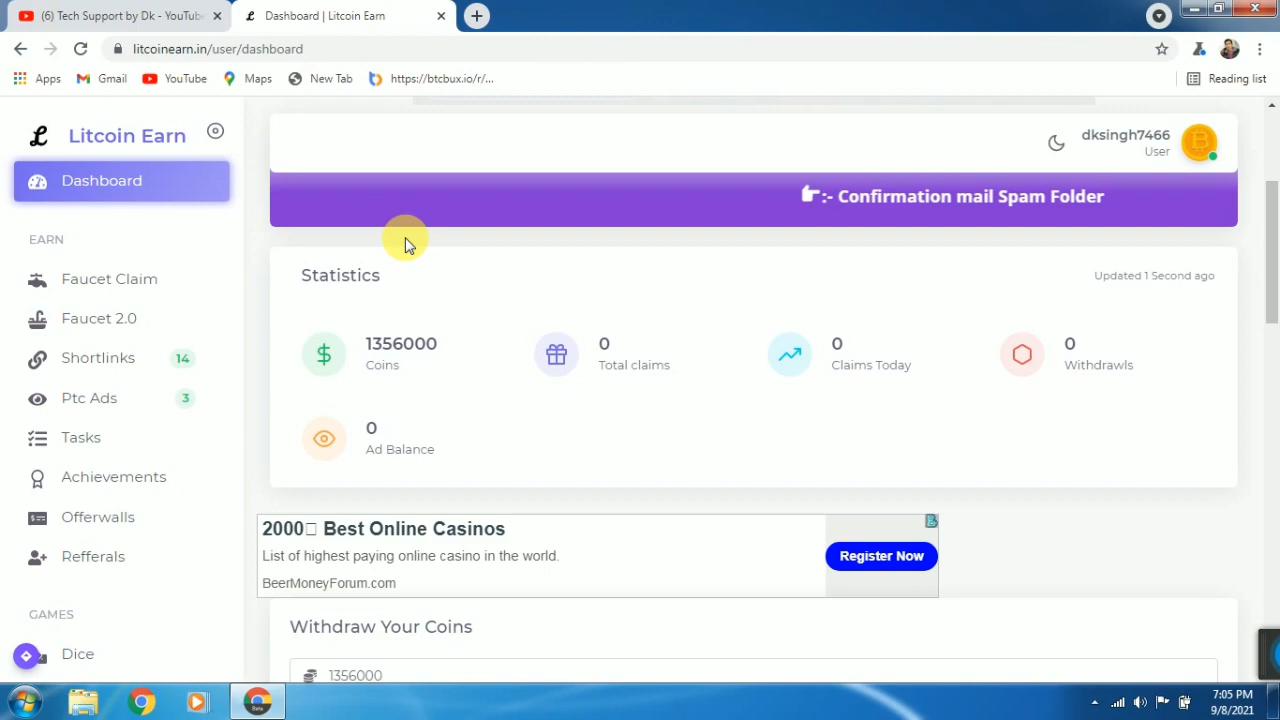 (6) Tech Support by Dk - YouTube
Dashboard | Litcoin Earn
litcoinearn.in/user/dashboard
Apps
Gmail
YouTube
Maps
New Tab
https://btcbux.io/r/...
Reading list
Litcoin Earn
Dashboard
EARN
Faucet Claim
Faucet 2.0
Shortlinks 14
Ptc Ads 3
Tasks
Achievements
Offerwalls
Refferals
GAMES
Dice
dksingh7466
User
:- Confirmation mail Spam Folder
Statistics
Updated 1 Second ago
1356000
Coins
0
Total claims
0
Claims Today
0
Withdrawls
0
Ad Balance
2000 Best Online Casinos
List of highest paying online casino in the world.
BeerMoneyForum.com
Register Now
Withdraw Your Coins
1356000
7:05 PM
9/8/2021